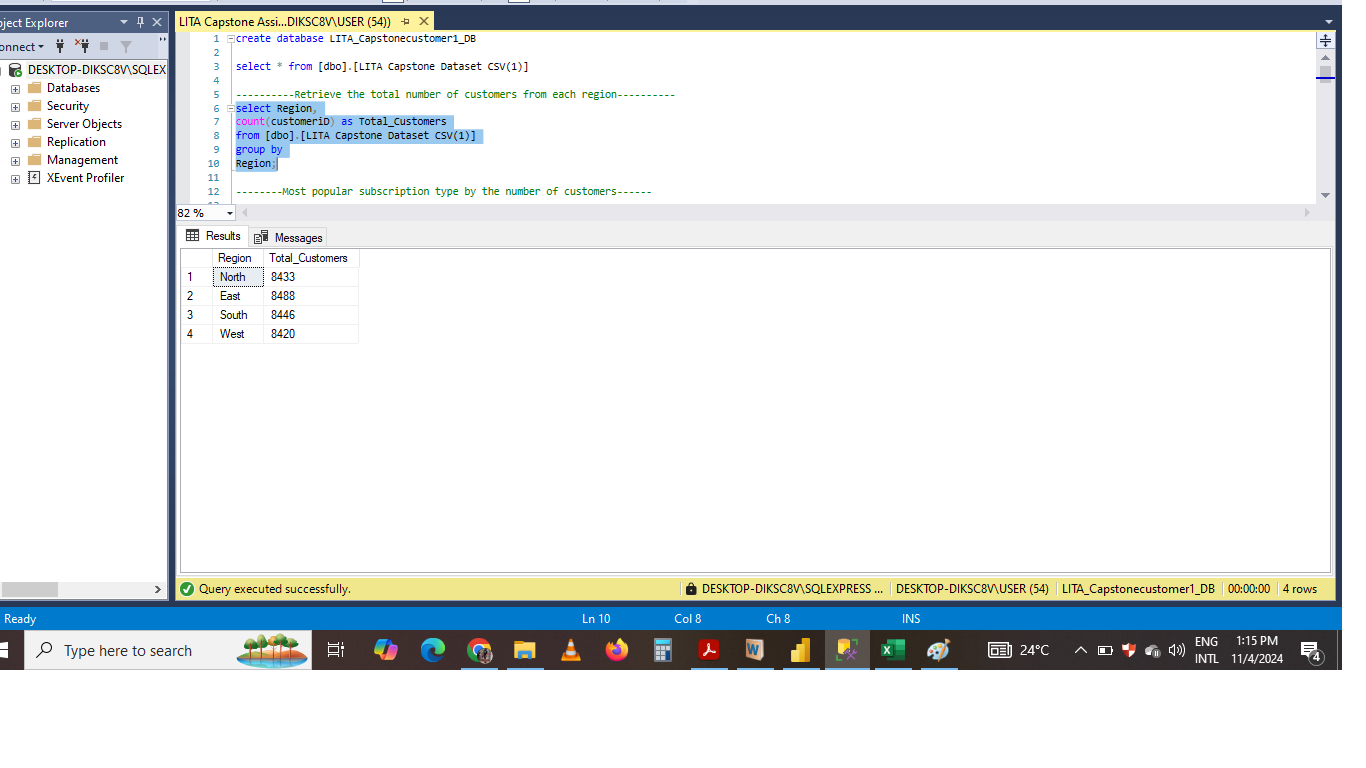 bject Explorer
onnect
DESKTOP-DIKSC8V\SQLEX
Databases
Security
Server Objects
Replication
Management
XEvent Profiler
LITA Capstone Assi...DIKSC8V\USER (54))
1 create database LITA_Capstonecustomer1_DB
2
3 select * from [dbo].[LITA Capstone Dataset CSV(1)]
4
5 ----------Retrieve the total number of customers from each region----------
6 select Region,
7 count(customeriD) as Total_Customers
8 from [dbo].[LITA Capstone Dataset CSV(1)]
9 group by
10 Region;
11
12 --------Most popular subscription type by the number of customers------
82 %
Results Messages
Region Total_Customers
1 North 8433
2 East 8488
3 South 8446
4 West 8420
Query executed successfully. DESKTOP-DIKSC8V\SQLEXPRESS ... DESKTOP-DIKSC8V\USER (54) LITA_Capstonecustomer1_DB 00:00:00 4 rows
Ready Ln 10 Col 8 Ch 8 INS
Type here to search 24°C ENG INTL 1:15 PM 11/4/2024 4